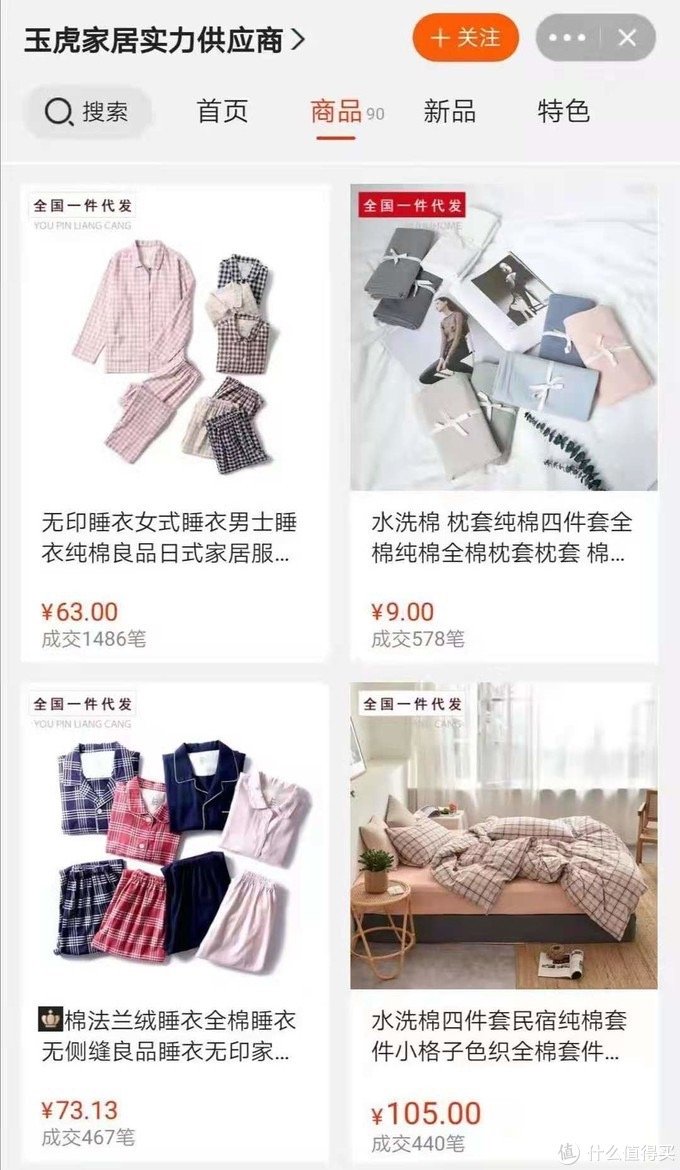 玉虎家居实力供应商
+ 关注
搜索
首页
商品 90
新品
特色
全国一件代发
YOU PIN LIANG CANG
全国一件代发
HOME
无印睡衣女式睡衣男士睡
衣纯棉良品日式家居服...
¥63.00
成交1486笔
水洗棉 枕套纯棉四件套全
棉纯棉全棉枕套枕套 棉...
¥9.00
成交578笔
全国一件代发
YOU PIN LIANG CANG
全国一件代发
CANG
棉法兰绒睡衣全棉睡衣
无侧缝良品睡衣无印家...
¥73.13
成交467笔
水洗棉四件套民宿纯棉套
件小格子色织全棉套件...
¥105.00
成交440笔
值 什么值得买